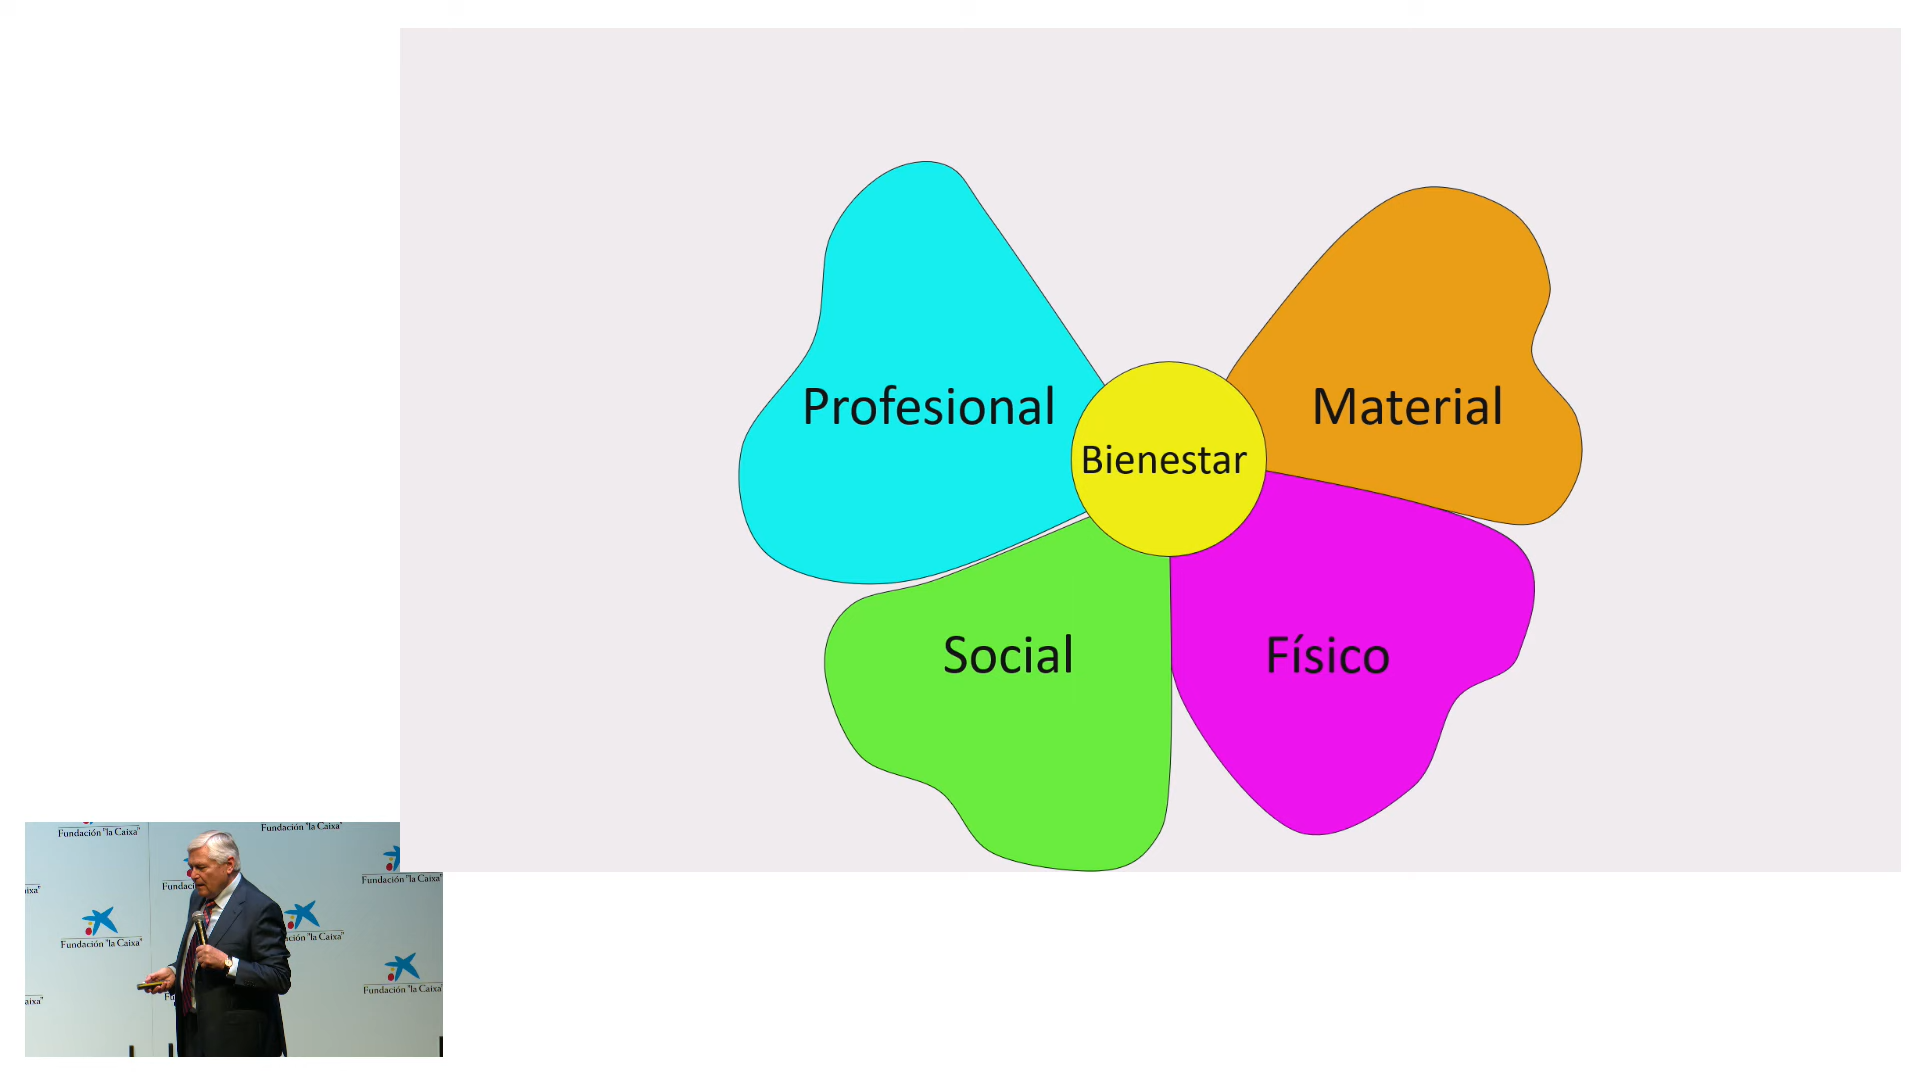 Profesional
Material
Bienestar
Social
Físico
Fundación "la Caixa"
Fundación "la Caixa"
Fundación "la Caixa"
Fundación "la Caixa"
Fundación "la Caixa"